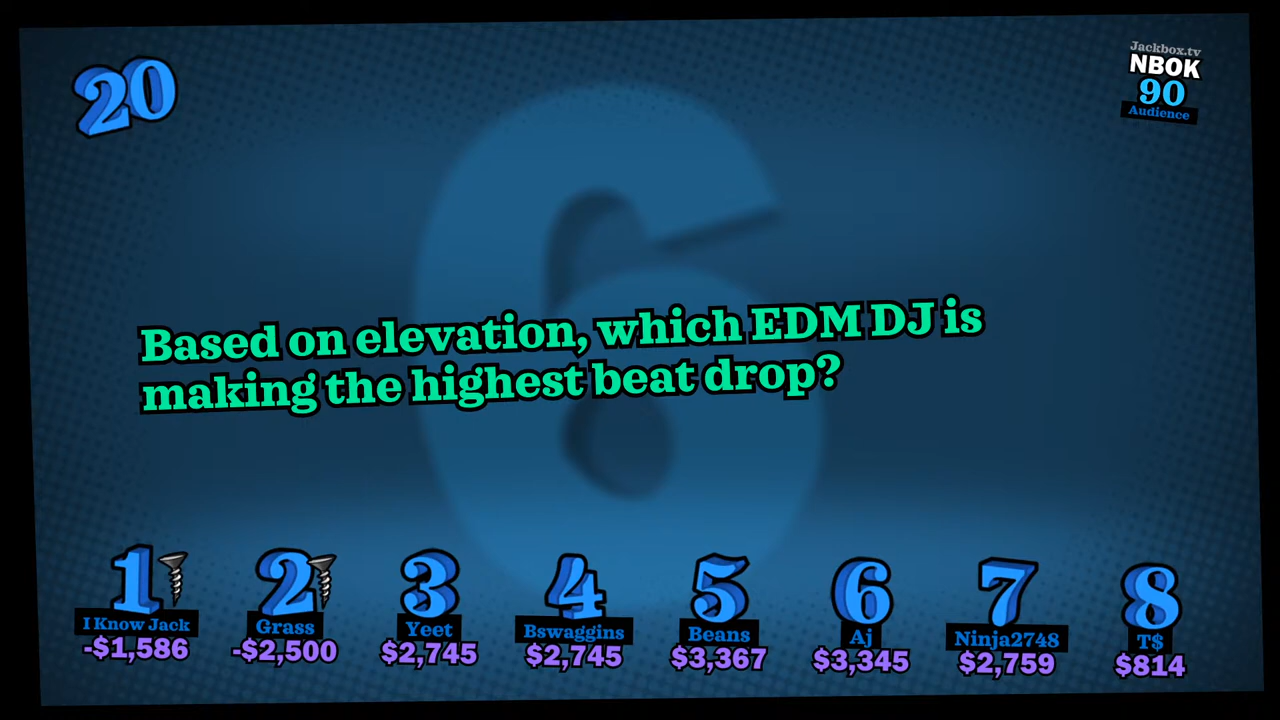 20
Jackbox.tv
NBOK
90
Audience
6
Based on elevation, which EDM DJ is
making the highest beat drop?
1 2 3 4 5 6 7 8
I Know Jack Grass Yeet Bswaggins Beans Aj Ninja2748 T$
-$1,586 -$2,500 $2,745 $2,745 $3,367 $3,345 $2,759 $814